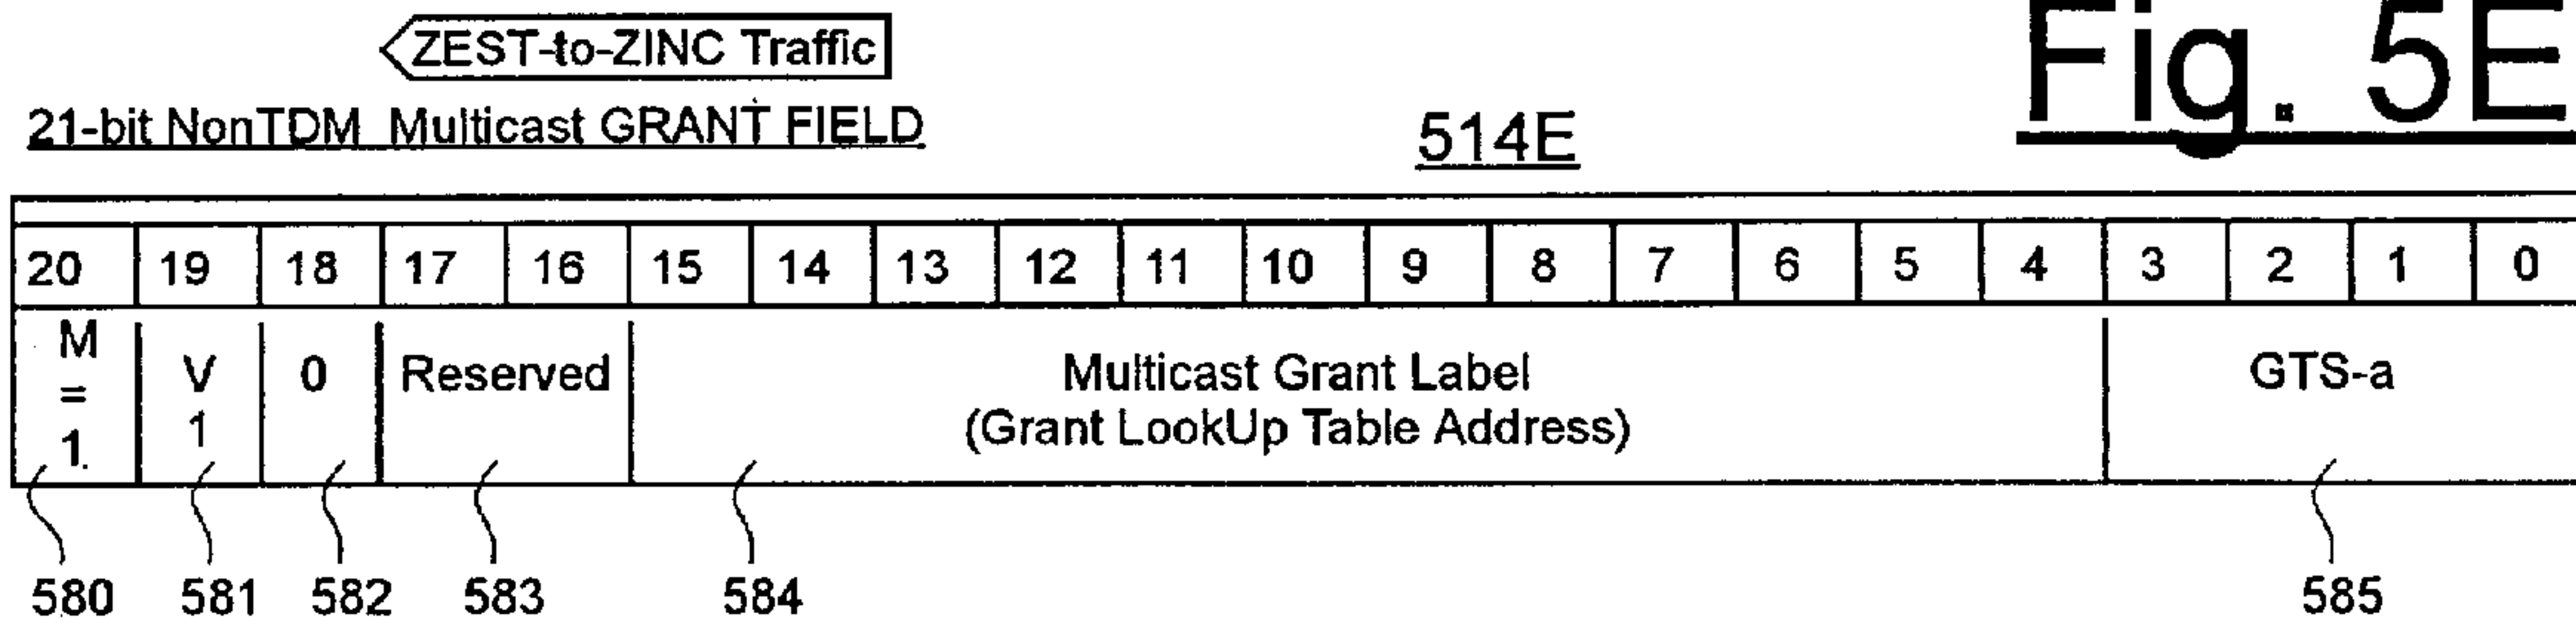 ZEST-to-ZINC Traffic
Fig. 5E
21-bit NonTDM Multicast GRANT FIELD
514E
20 19 18 17 16 15 14 13 12 11 10 9 8 7 6 5 4 3 2 1 0
M
=
1
V
1
0
Reserved
Multicast Grant Label
(Grant LookUp Table Address)
GTS-a
580 581 582 583 584 585